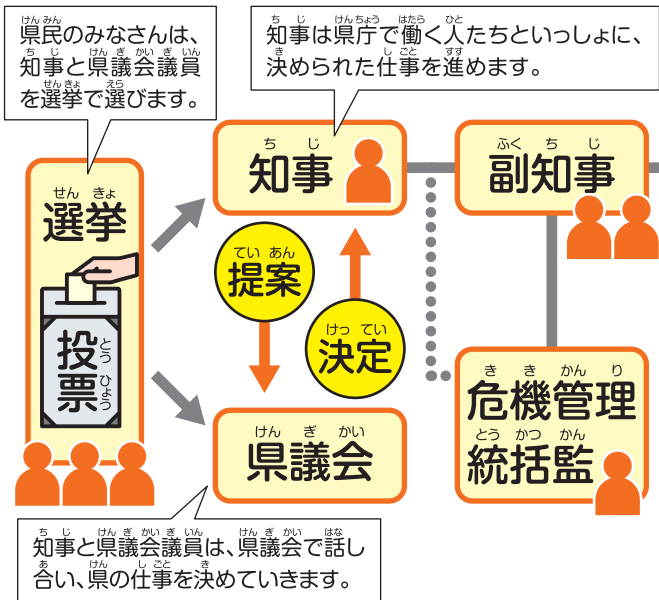 県民のみなさんは、
知事と県議会議員
を選挙で選びます。
知事は県庁で働く人たちといっしょに、
決められた仕事を進めます。
選挙
投票
知事
副知事
提案
決定
県議会
危機管理
統括監
知事と県議会議員は、県議会で話し
合い、県の仕事を決めていきます。